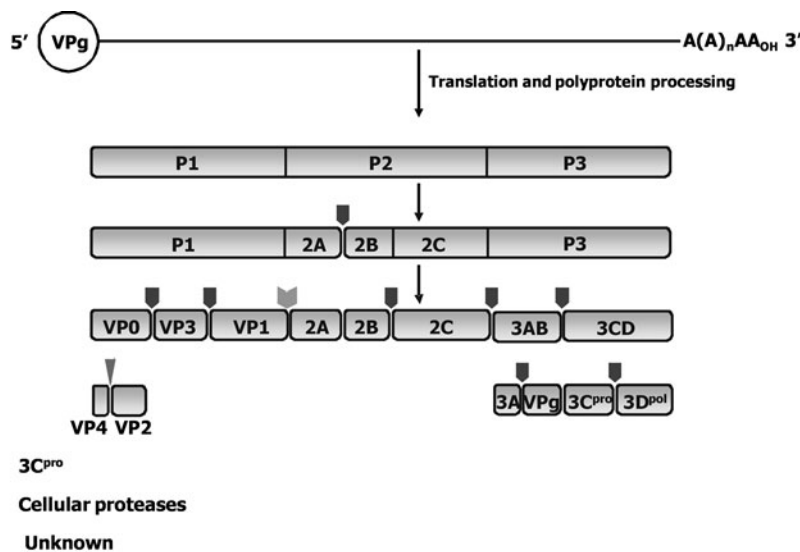 5′ VPg A(A)nAAOH 3′
Translation and polyprotein processing
P1 P2 P3
P1 2A 2B 2C P3
VP0 VP3 VP1 2A 2B 2C 3AB 3CD
3A VPg 3Cpro 3Dpol
VP4 VP2
3Cpro
Cellular proteases
Unknown